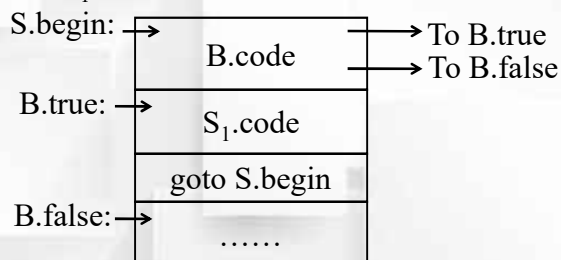 S.begin:
To B.true
B.code
To B.false
B.true:
S₁.code
goto S.begin
B.false:
……